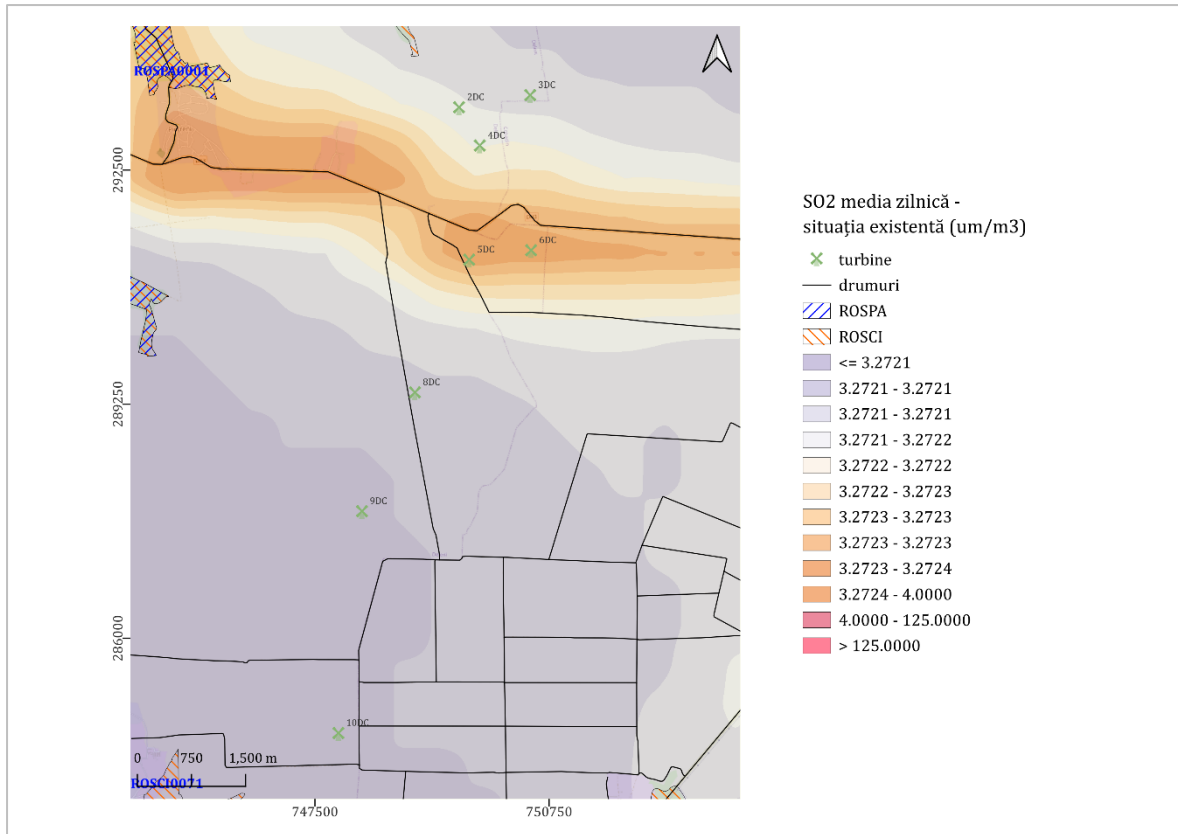 ROSPA0001
2DC
3DC
4DC
5DC
6DC
8DC
9DC
10DC
ROSCI0071
0 750 1,500 m
292500
289250
286000
747500
750750
SO2 media zilnică -
situația existentă (um/m3)
turbine
drumuri
ROSPA
ROSCI
<= 3.2721
3.2721 - 3.2721
3.2721 - 3.2721
3.2721 - 3.2722
3.2722 - 3.2722
3.2722 - 3.2723
3.2723 - 3.2723
3.2723 - 3.2723
3.2723 - 3.2724
3.2724 - 4.0000
4.0000 - 125.0000
> 125.0000